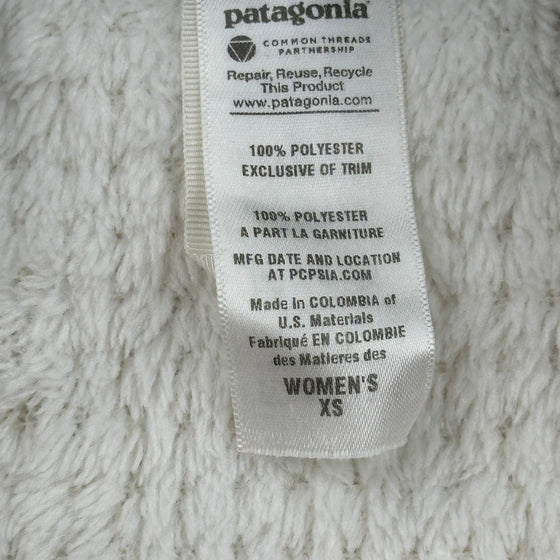 patagonia
COMMON THREADS
PARTNERSHIP
Repair, Reuse, Recycle
This Product
www.patagonia.com
100% POLYESTER
EXCLUSIVE OF TRIM
100% POLYESTER
A PART LA GARNITURE
MFG DATE AND LOCATION
AT PCPSIA.COM
Made In COLOMBIA of
U.S. Materials
Fabriqué EN COLOMBIE
des Matieres des
WOMEN'S
XS